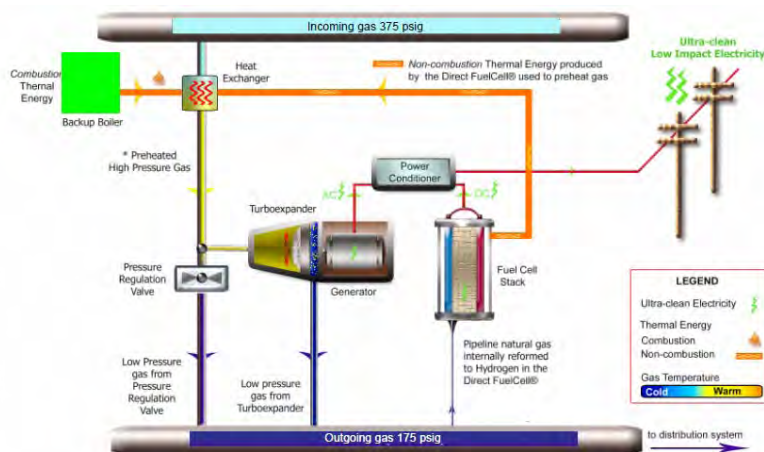 Incoming gas 375 psig
Combustion
Thermal
Energy
Backup Boiler
Heat
Exchanger
Non-combustion Thermal Energy produced
by the Direct FuelCell® used to preheat gas
Ultra-clean
Low Impact Electricity
* Preheated
High Pressure Gas
Power
Conditioner
AC
DC
Turboexpander
Generator
Fuel Cell
Stack
Pressure
Regulation
Valve
Low Pressure
gas from
Pressure
Regulation
Valve
Low pressure
gas from
Turboexpander
Pipeline natural gas
internally reformed
to Hydrogen in the
Direct FuelCell®
LEGEND
Ultra-clean Electricity
Thermal Energy
Combustion
Non-combustion
Gas Temperature
Cold
Warm
Outgoing gas 175 psig
to distribution system